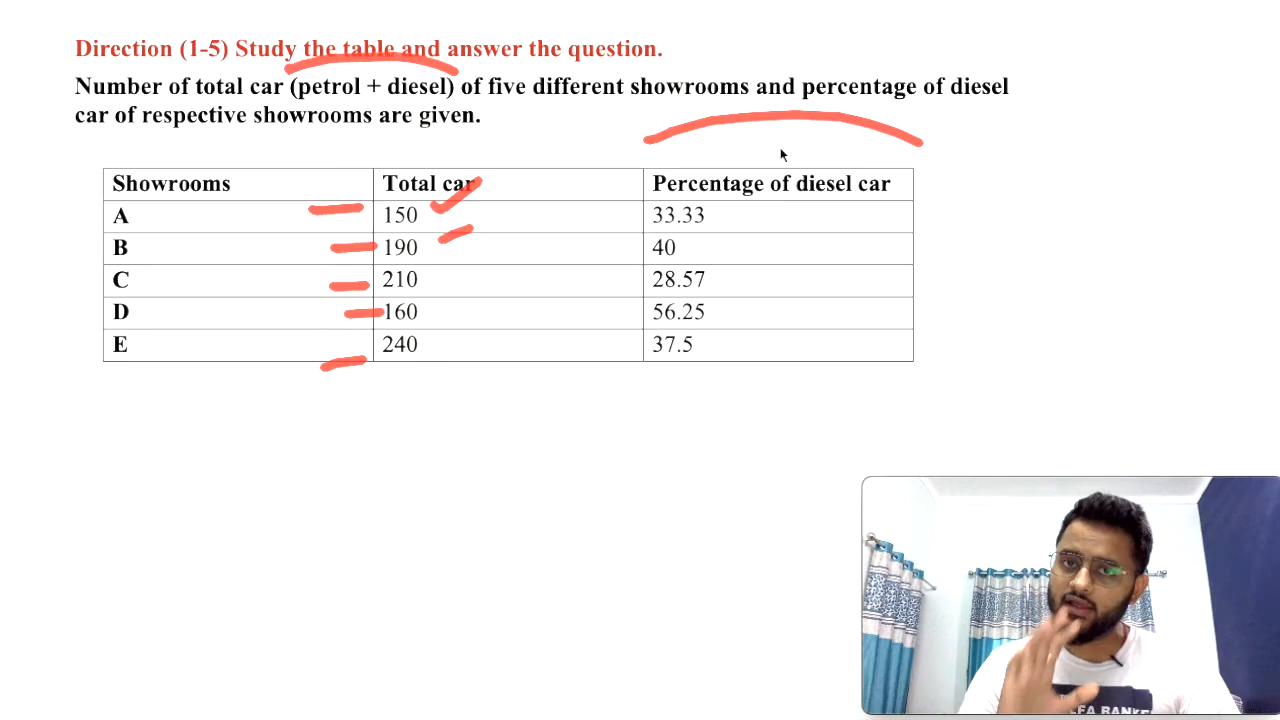 Direction (1-5) Study the table and answer the question.
Number of total car (petrol + diesel) of five different showrooms and percentage of diesel
car of respective showrooms are given.
Showrooms Total car Percentage of diesel car
A 150 33.33
B 190 40
C 210 28.57
D 160 56.25
E 240 37.5